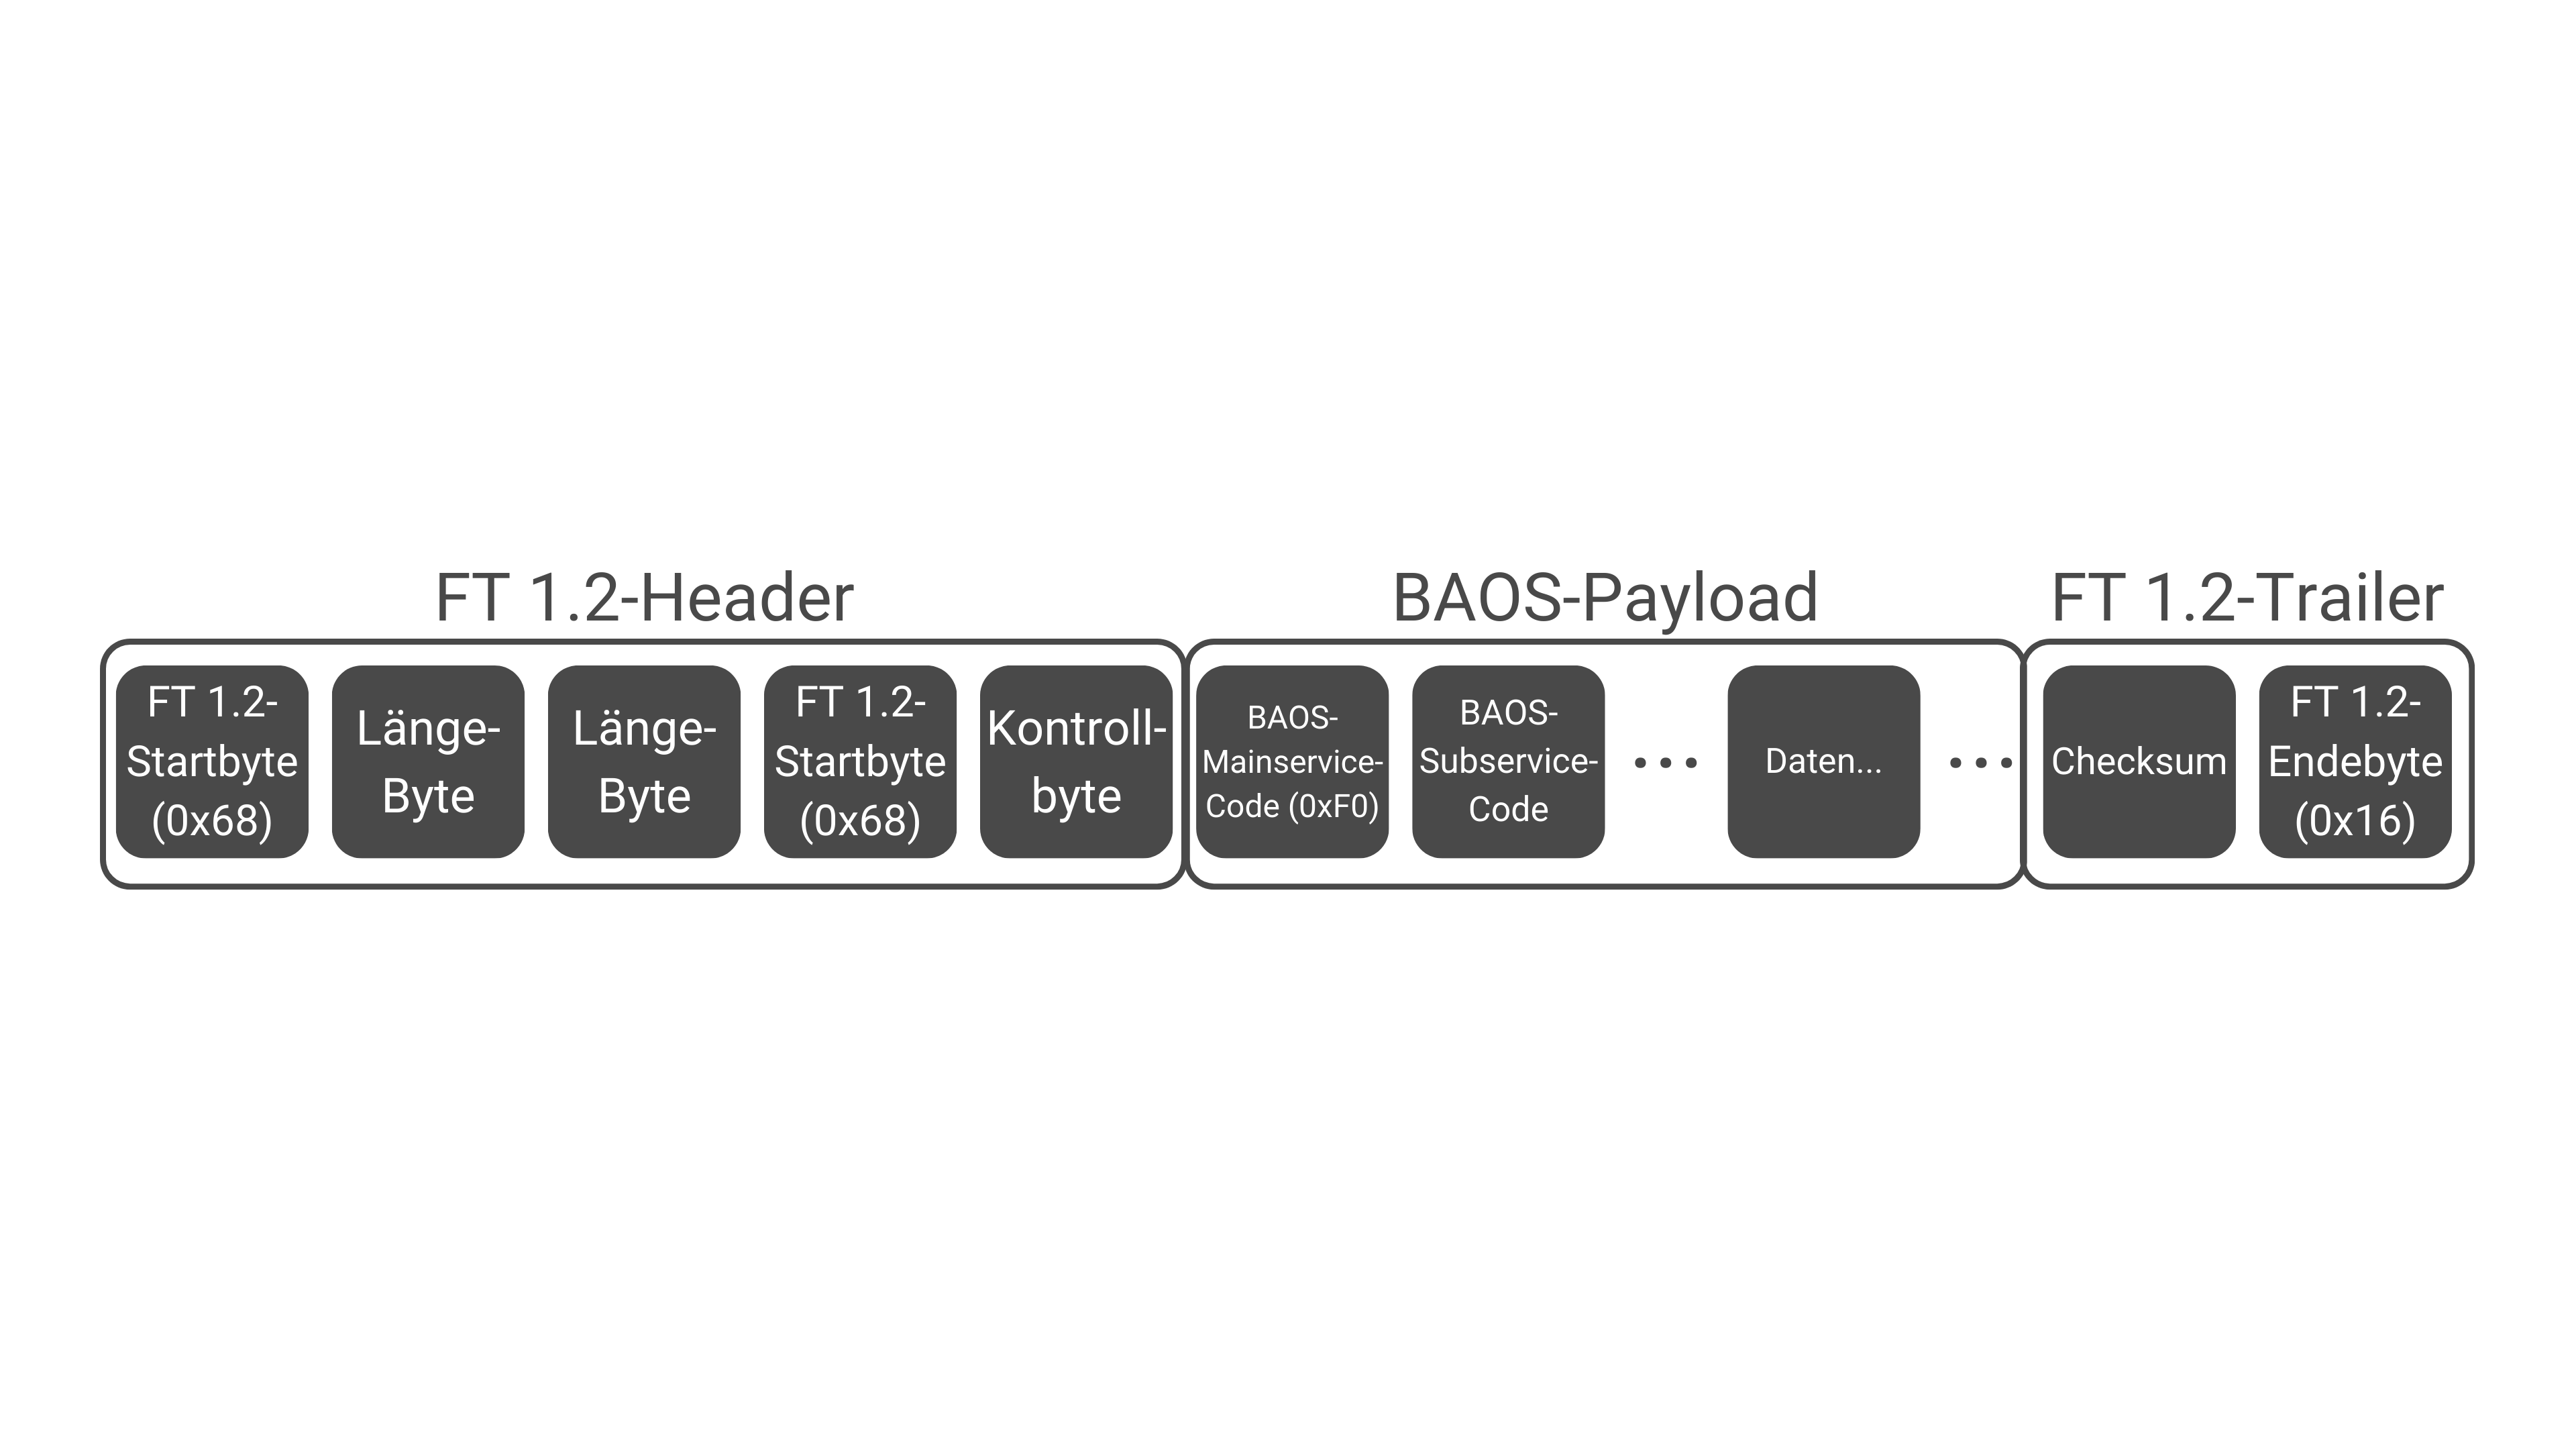 FT 1.2-Header
BAOS-Payload
FT 1.2-Trailer
FT 1.2-
Startbyte
(0x68)
Länge-
Byte
Länge-
Byte
FT 1.2-
Startbyte
(0x68)
Kontroll-
byte
BAOS-
Mainservice-
Code (0xF0)
BAOS-
Subservice-
Code
...
Daten...
...
Checksum
FT 1.2-
Endebyte
(0x16)